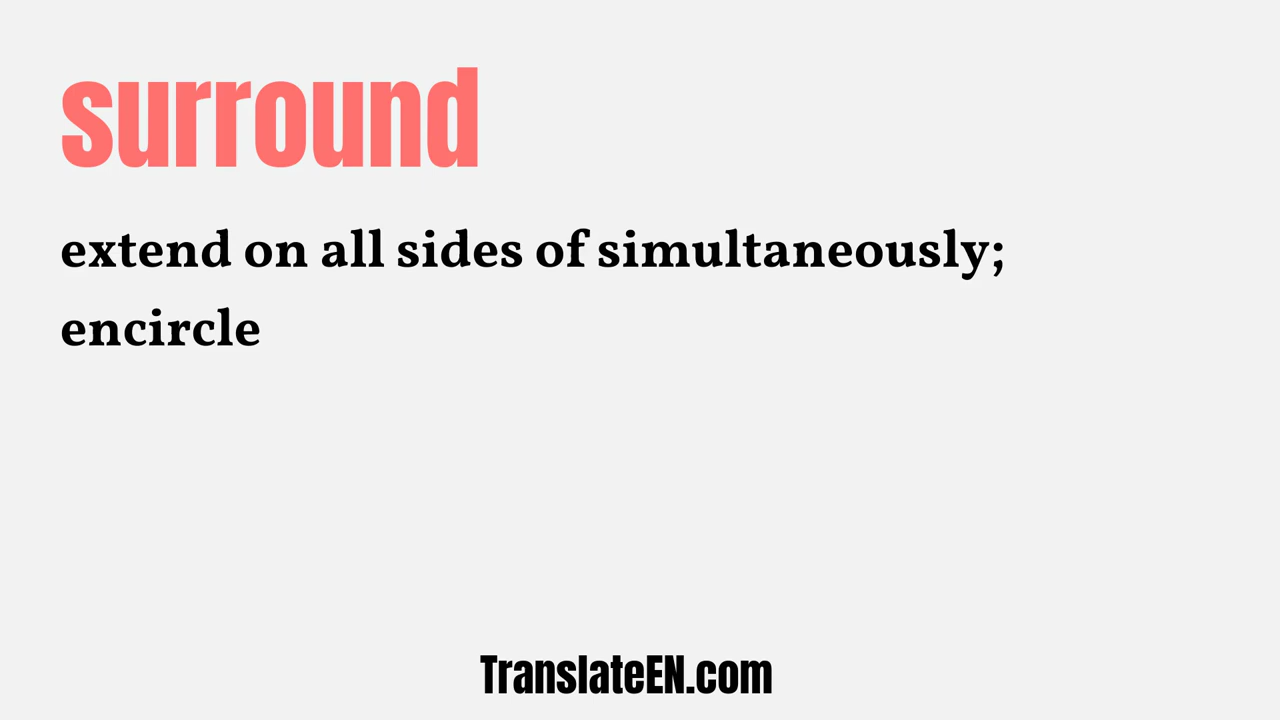 surround
extend on all sides of simultaneously;
encircle
TranslateEN.com